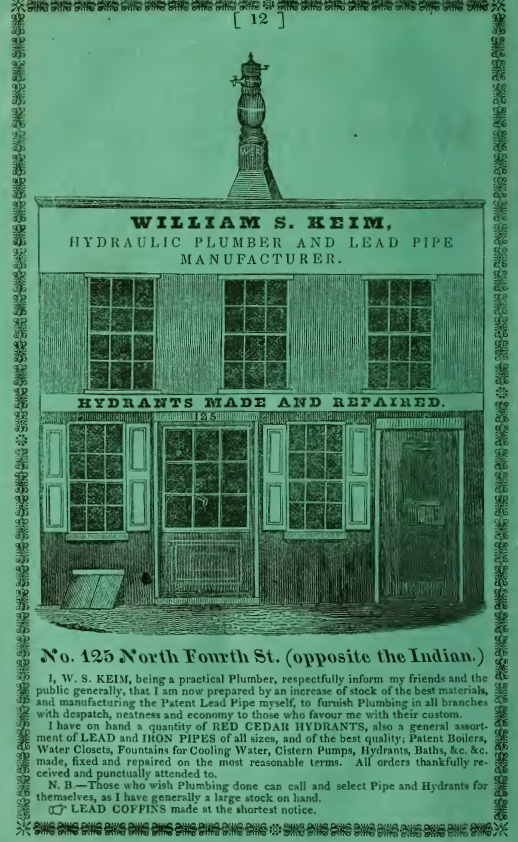 [ 12 ]
WILLIAM S. KEIM,
HYDRAULIC PLUMBER AND LEAD PIPE
MANUFACTURER.
HYDRANTS MADE AND REPAIRED.
125
No. 125 North Fourth St. (opposite the Indian.)
I, W. S. KEIM, being a practical Plumber, respectfully inform my friends and the
public generally, that I am now prepared by an increase of stock of the best materials,
and manufacturing the Patent Lead Pipe myself, to furnish Plumbing in all branches
with despatch, neatness and economy to those who favour me with their custom.
I have on hand a quantity of RED CEDAR HYDRANTS, also a general assort-
ment of LEAD and IRON PIPES of all sizes, and of the best quality; Patent Boilers,
Water Closets, Fountains for Cooling Water, Cistern Pumps, Hydrants, Baths, &c. &c.
made, fixed and repaired on the most reasonable terms. All orders thankfully re-
ceived and punctually attended to.
N. B.—Those who wish Plumbing done can call and select Pipe and Hydrants for
themselves, as I have generally a large stock on hand.
☞ LEAD COFFINS made at the shortest notice.